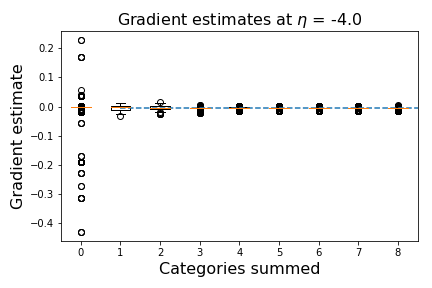 Gradient estimates at η = -4.0
Gradient estimate
0.2
0.1
0.0
−0.1
−0.2
−0.3
−0.4
0 1 2 3 4 5 6 7 8
Categories summed